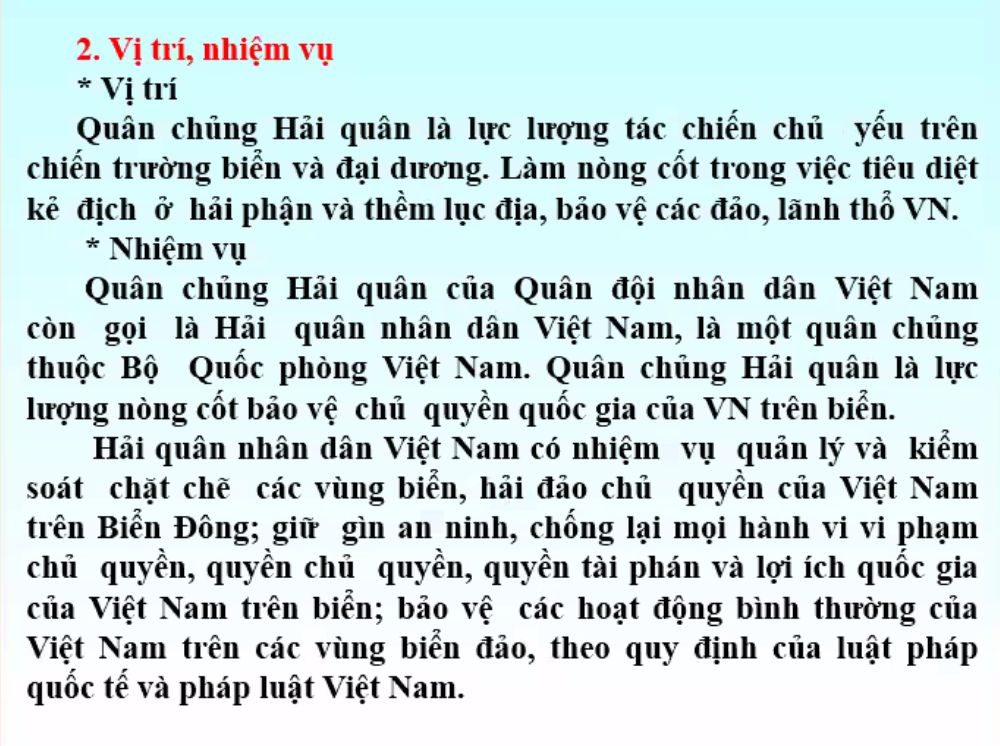 2. Vị trí, nhiệm vụ
* Vị trí
Quân chủng Hải quân là lực lượng tác chiến chủ yếu trên
chiến trường biển và đại dương. Làm nòng cốt trong việc tiêu diệt
kẻ địch ở hải phận và thềm lục địa, bảo vệ các đảo, lãnh thổ VN.
* Nhiệm vụ
Quân chủng Hải quân của Quân đội nhân dân Việt Nam
còn gọi là Hải quân nhân dân Việt Nam, là một quân chủng
thuộc Bộ Quốc phòng Việt Nam. Quân chủng Hải quân là lực
lượng nòng cốt bảo vệ chủ quyền quốc gia của VN trên biển.
Hải quân nhân dân Việt Nam có nhiệm vụ quản lý và kiểm
soát chặt chẽ các vùng biển, hải đảo chủ quyền của Việt Nam
trên Biển Đông; giữ gìn an ninh, chống lại mọi hành vi vi phạm
chủ quyền, quyền chủ quyền, quyền tài phán và lợi ích quốc gia
của Việt Nam trên biển; bảo vệ các hoạt động bình thường của
Việt Nam trên các vùng biển đảo, theo quy định của luật pháp
quốc tế và pháp luật Việt Nam.